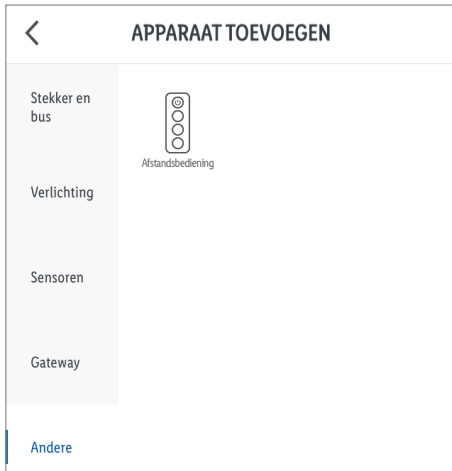 APPARAAT TOEVOEGEN
Stekker en
bus
Afstandsbediening
Verlichting
Sensoren
Gateway
Andere